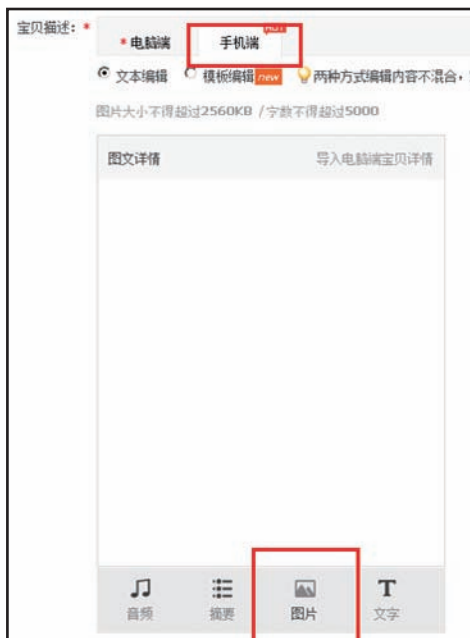 宝贝描述：*
HOT
*电脑端 手机端
文本编辑 模板编辑 new 两种方式编辑内容不混合，
图片大小不得超过2560KB /字数不得超过5000
图文详情 导入电脑端宝贝详情
音频 摘要 图片 T 文字